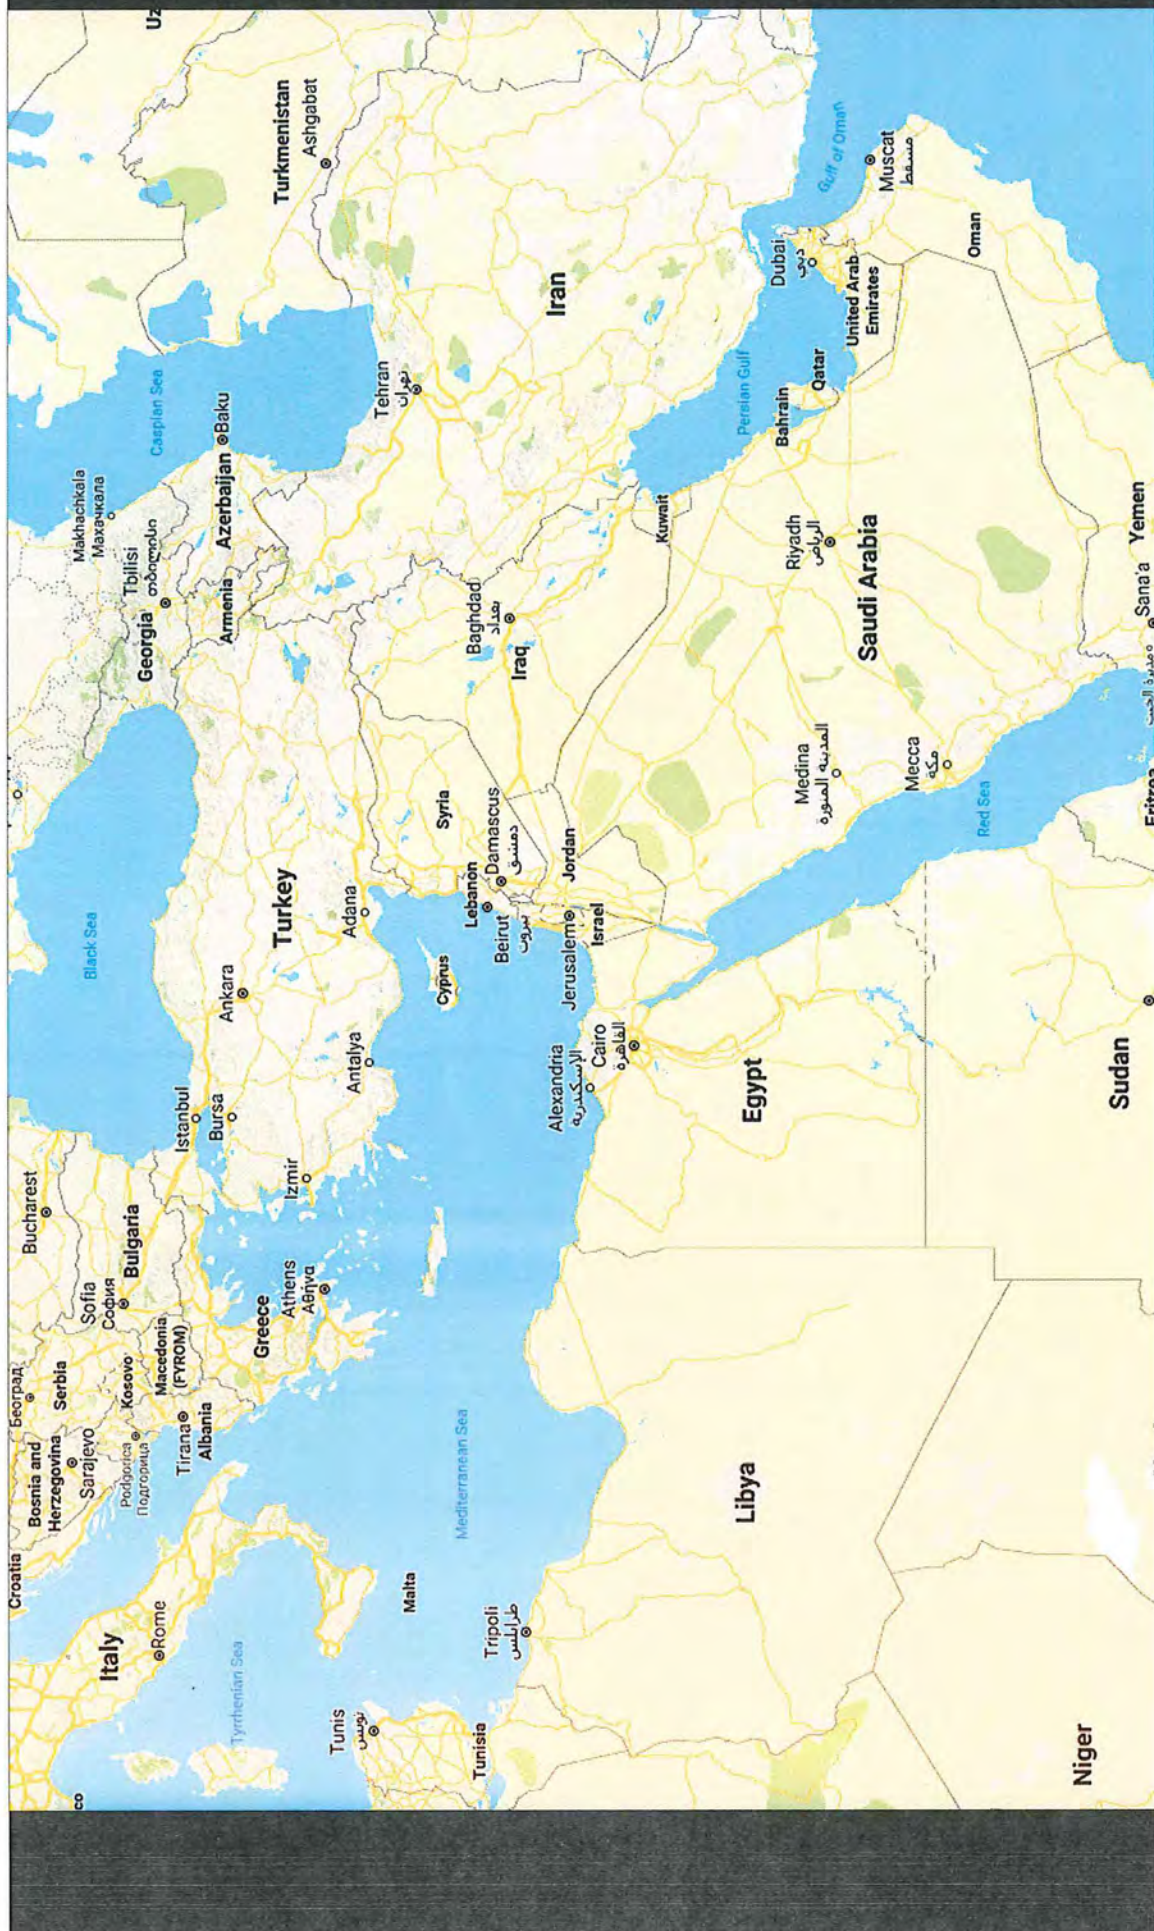 Croatia
Bosnia and
Herzegovina
Sarajevo
Београд
Serbia
Bucharest
Italy
Rome
Podgorica
Подгорица
Kosovo
Sofia
София
Bulgaria
Macedonia
(FYROM)
Tirana
Albania
Black Sea
Georgia
Tbilisi
თბილისი
Makhachkala
Махачкала
Caspian Sea
Uz
co
Tyrrhenian Sea
Greece
Athens
Αθήνα
Istanbul
Bursa
Izmir
Ankara
Turkey
Armenia
Azerbaijan
Baku
Turkmenistan
Ashgabat
Antalya
Adana
Tunis
تونس
Tunisia
Malta
Mediterranean Sea
Cyprus
Syria
Lebanon
Beirut
بيروت
Damascus
دمشق
Baghdad
بغداد
Iraq
Tehran
تهران
Iran
Tripoli
طرابلس
Alexandria
الإسكندرية
Cairo
القاهرة
Jerusalem
Israel
Jordan
Kuwait
Libya
Egypt
Medina
المدينة المنورة
Riyadh
الرياض
Saudi Arabia
Persian Gulf
Bahrain
Qatar
Dubai
دبي
United Arab
Emirates
Gulf of Oman
Muscat
مسقط
Oman
Mecca
مكة
Red Sea
Niger
Sudan
Eritrea
Sana'a
Yemen